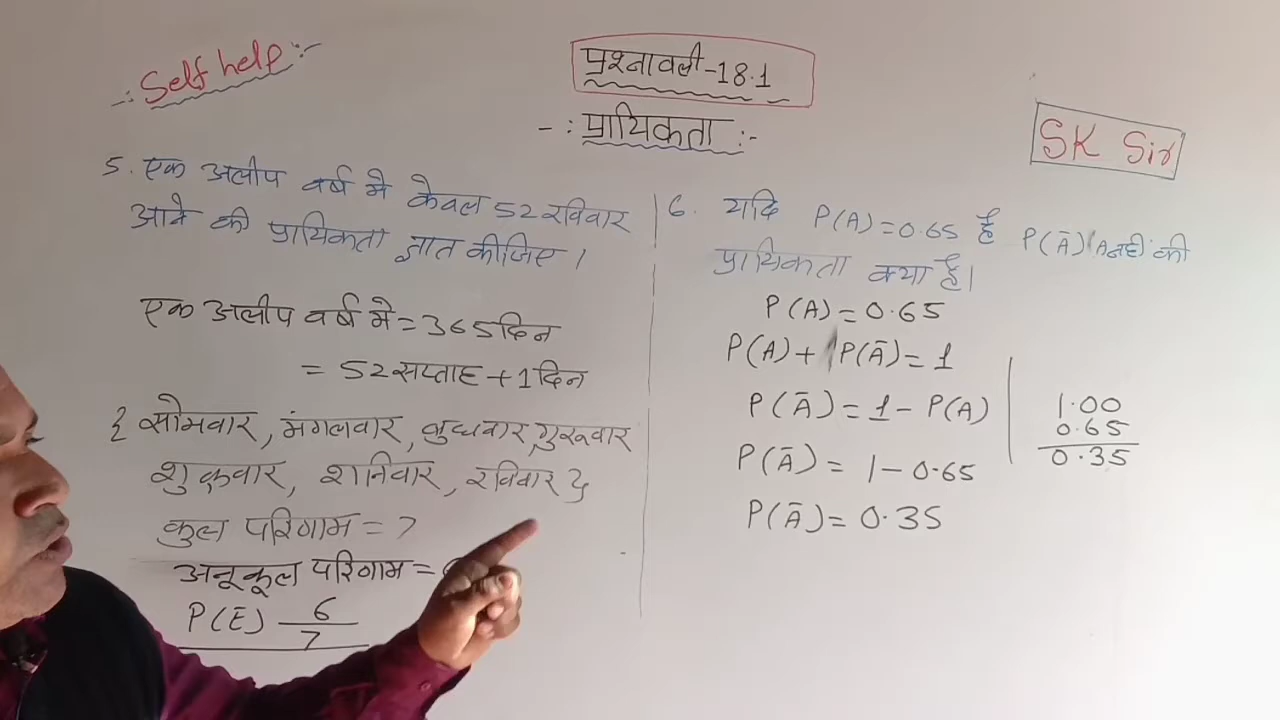 Self help :-
प्रश्नावली-18.1
-: प्रायिकता :-
SK Sir
5. एक अलीप वर्ष मे केवल 52 रविवार
आने की प्रायिकता ज्ञात कीजिए।
एक अलीप वर्ष मे = 365 दिन
= 52 सप्ताह + 1 दिन
{ सोमवार, मंगलवार, बुधवार, गुरूवार
शुक्रवार, शनिवार, रविवार }
कुल परिणाम = 7
अनूकूल परिणाम =
P(E) 6/7
6. यदि P(A) = 0.65 है P(Ā) 'A नही' की
प्रायिकता क्या है।
P(A) = 0.65
P(A) + P(Ā) = 1
P(Ā) = 1 - P(A)
P(Ā) = 1 - 0.65
P(Ā) = 0.35
1.00
0.65
0.35